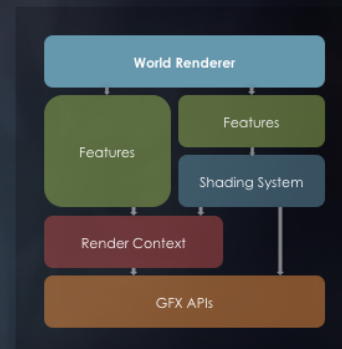 World Renderer
Features
Features
Shading System
Render Context
GFX APIs